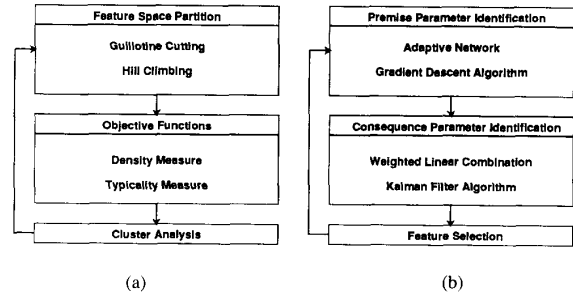 Feature Space Partition
Guillotine Cutting
Hill Climbing
Objective Functions
Density Measure
Typicality Measure
Cluster Analysis
(a)
Premise Parameter Identification
Adaptive Network
Gradient Descent Algorithm
Consequence Parameter Identification
Weighted Linear Combination
Kalman Filter Algorithm
Feature Selection
(b)